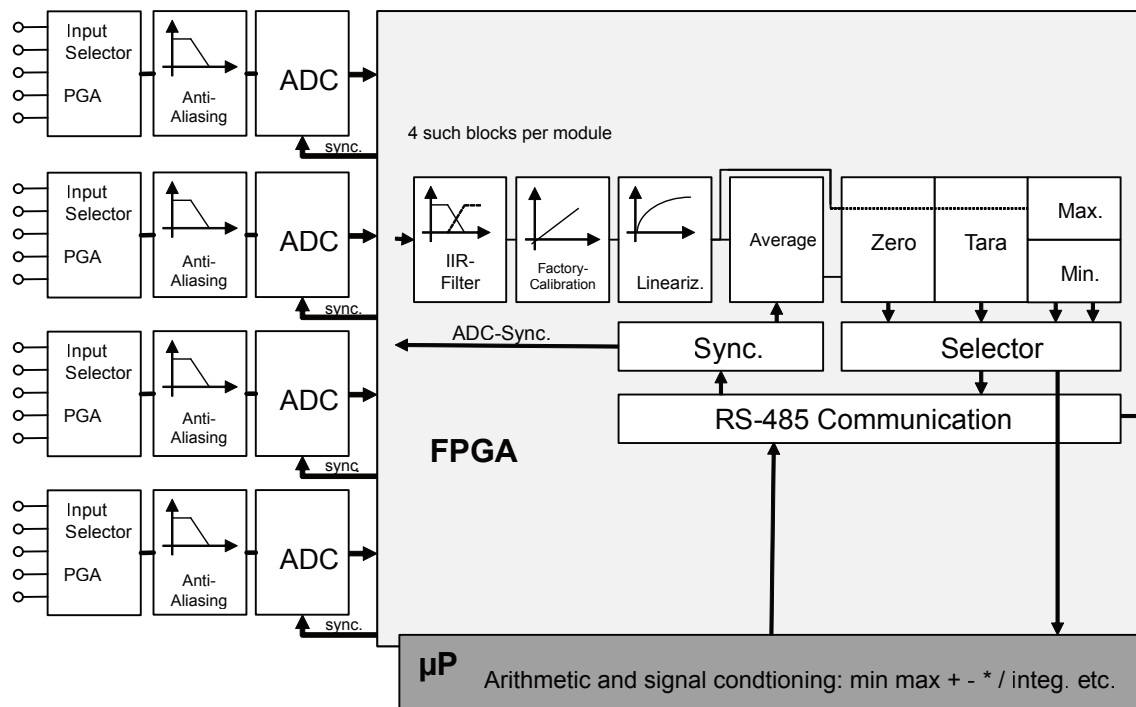 Input
Selector
PGA
Anti-
Aliasing
ADC
sync.
Input
Selector
PGA
Anti-
Aliasing
ADC
sync.
Input
Selector
PGA
Anti-
Aliasing
ADC
sync.
Input
Selector
PGA
Anti-
Aliasing
ADC
sync.
4 such blocks per module
IIR-
Filter
Factory-
Calibration
Lineariz.
Average
Zero
Tara
Max.
Min.
ADC-Sync.
Sync.
Selector
RS-485 Communication
FPGA
µP
Arithmetic and signal condtioning: min max + - * / integ. etc.